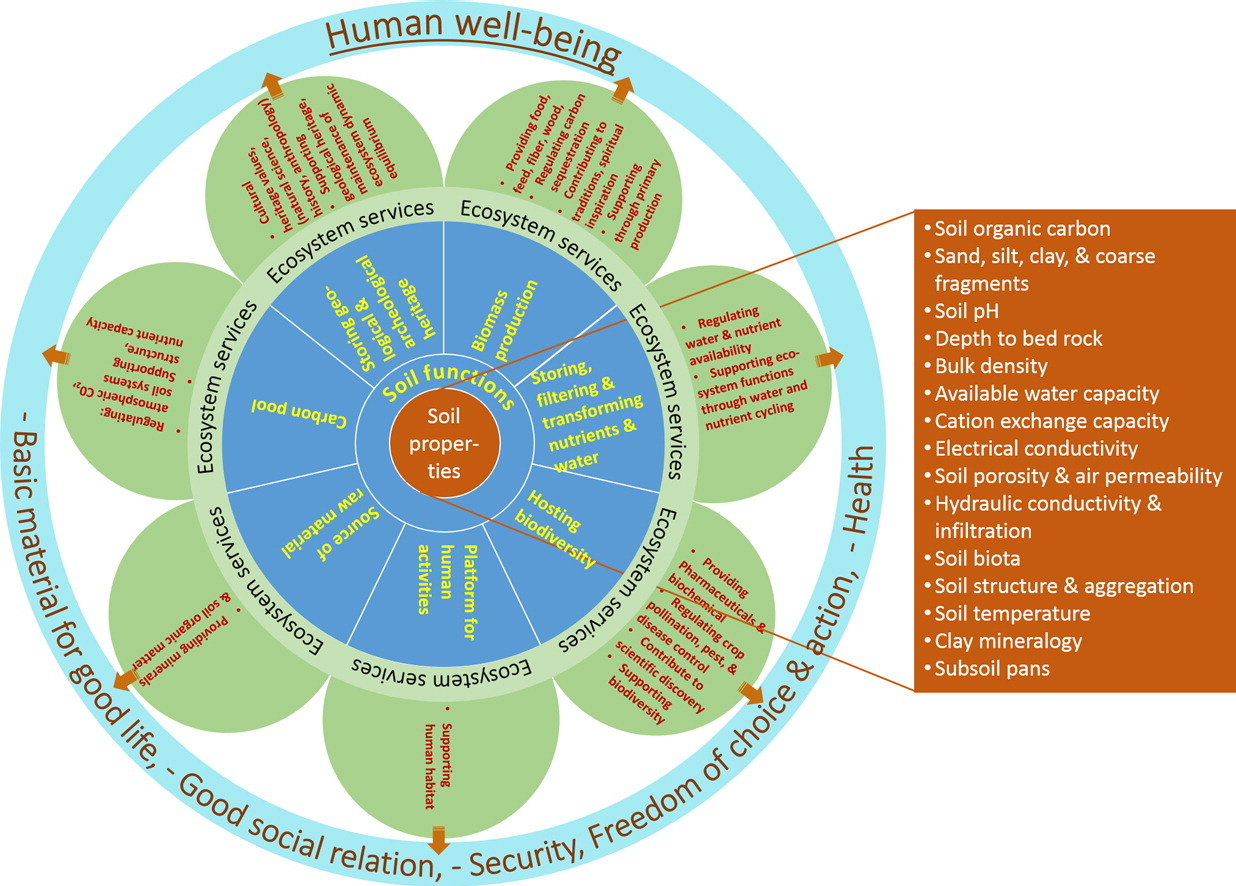 Human well-being
- Basic material for good life, - Good social relation, - Security, Freedom of choice & action, - Health
• Cultural
heritage values,
(natural science,
history, anthropology)
• Supporting
geological heritage,
maintenance of
ecosystem dynamic
equilibrium
• Providing food,
feed, fiber, wood,
• Regulating carbon
sequestration
• Contributing to
traditions, spiritual
inspiration
• Supporting
through primary
production
• Regulating
water & nutrient
availability
• Supporting eco-
system functions
through water and
nutrient cycling
• Providing
Pharmaceuticals &
biochemical
• Regulating crop
pollination, pest, &
disease control
• Contribute to
scientific discovery
• Supporting
biodiversity
• Supporting
human habitat
• Providing minerals
& soil organic matter
• Regulating:
atmospheric CO₂,
soil systems
• Supporting
structure,
nutrient capacity
Ecosystem services
Ecosystem services
Ecosystem services
Ecosystem services
Ecosystem services
Ecosystem services
Ecosystem services
Storing geo-
logical &
archeological
heritage
Biomass
production
Storing,
filtering &
transforming
nutrients &
water
Hosting
biodiversity
Platform for
human
activities
Source of
raw material
Carbon pool
Soil functions
Soil
proper-
ties
• Soil organic carbon
• Sand, silt, clay, & coarse
fragments
• Soil pH
• Depth to bed rock
• Bulk density
• Available water capacity
• Cation exchange capacity
• Electrical conductivity
• Soil porosity & air permeability
• Hydraulic conductivity &
infiltration
• Soil biota
• Soil structure & aggregation
• Soil temperature
• Clay mineralogy
• Subsoil pans